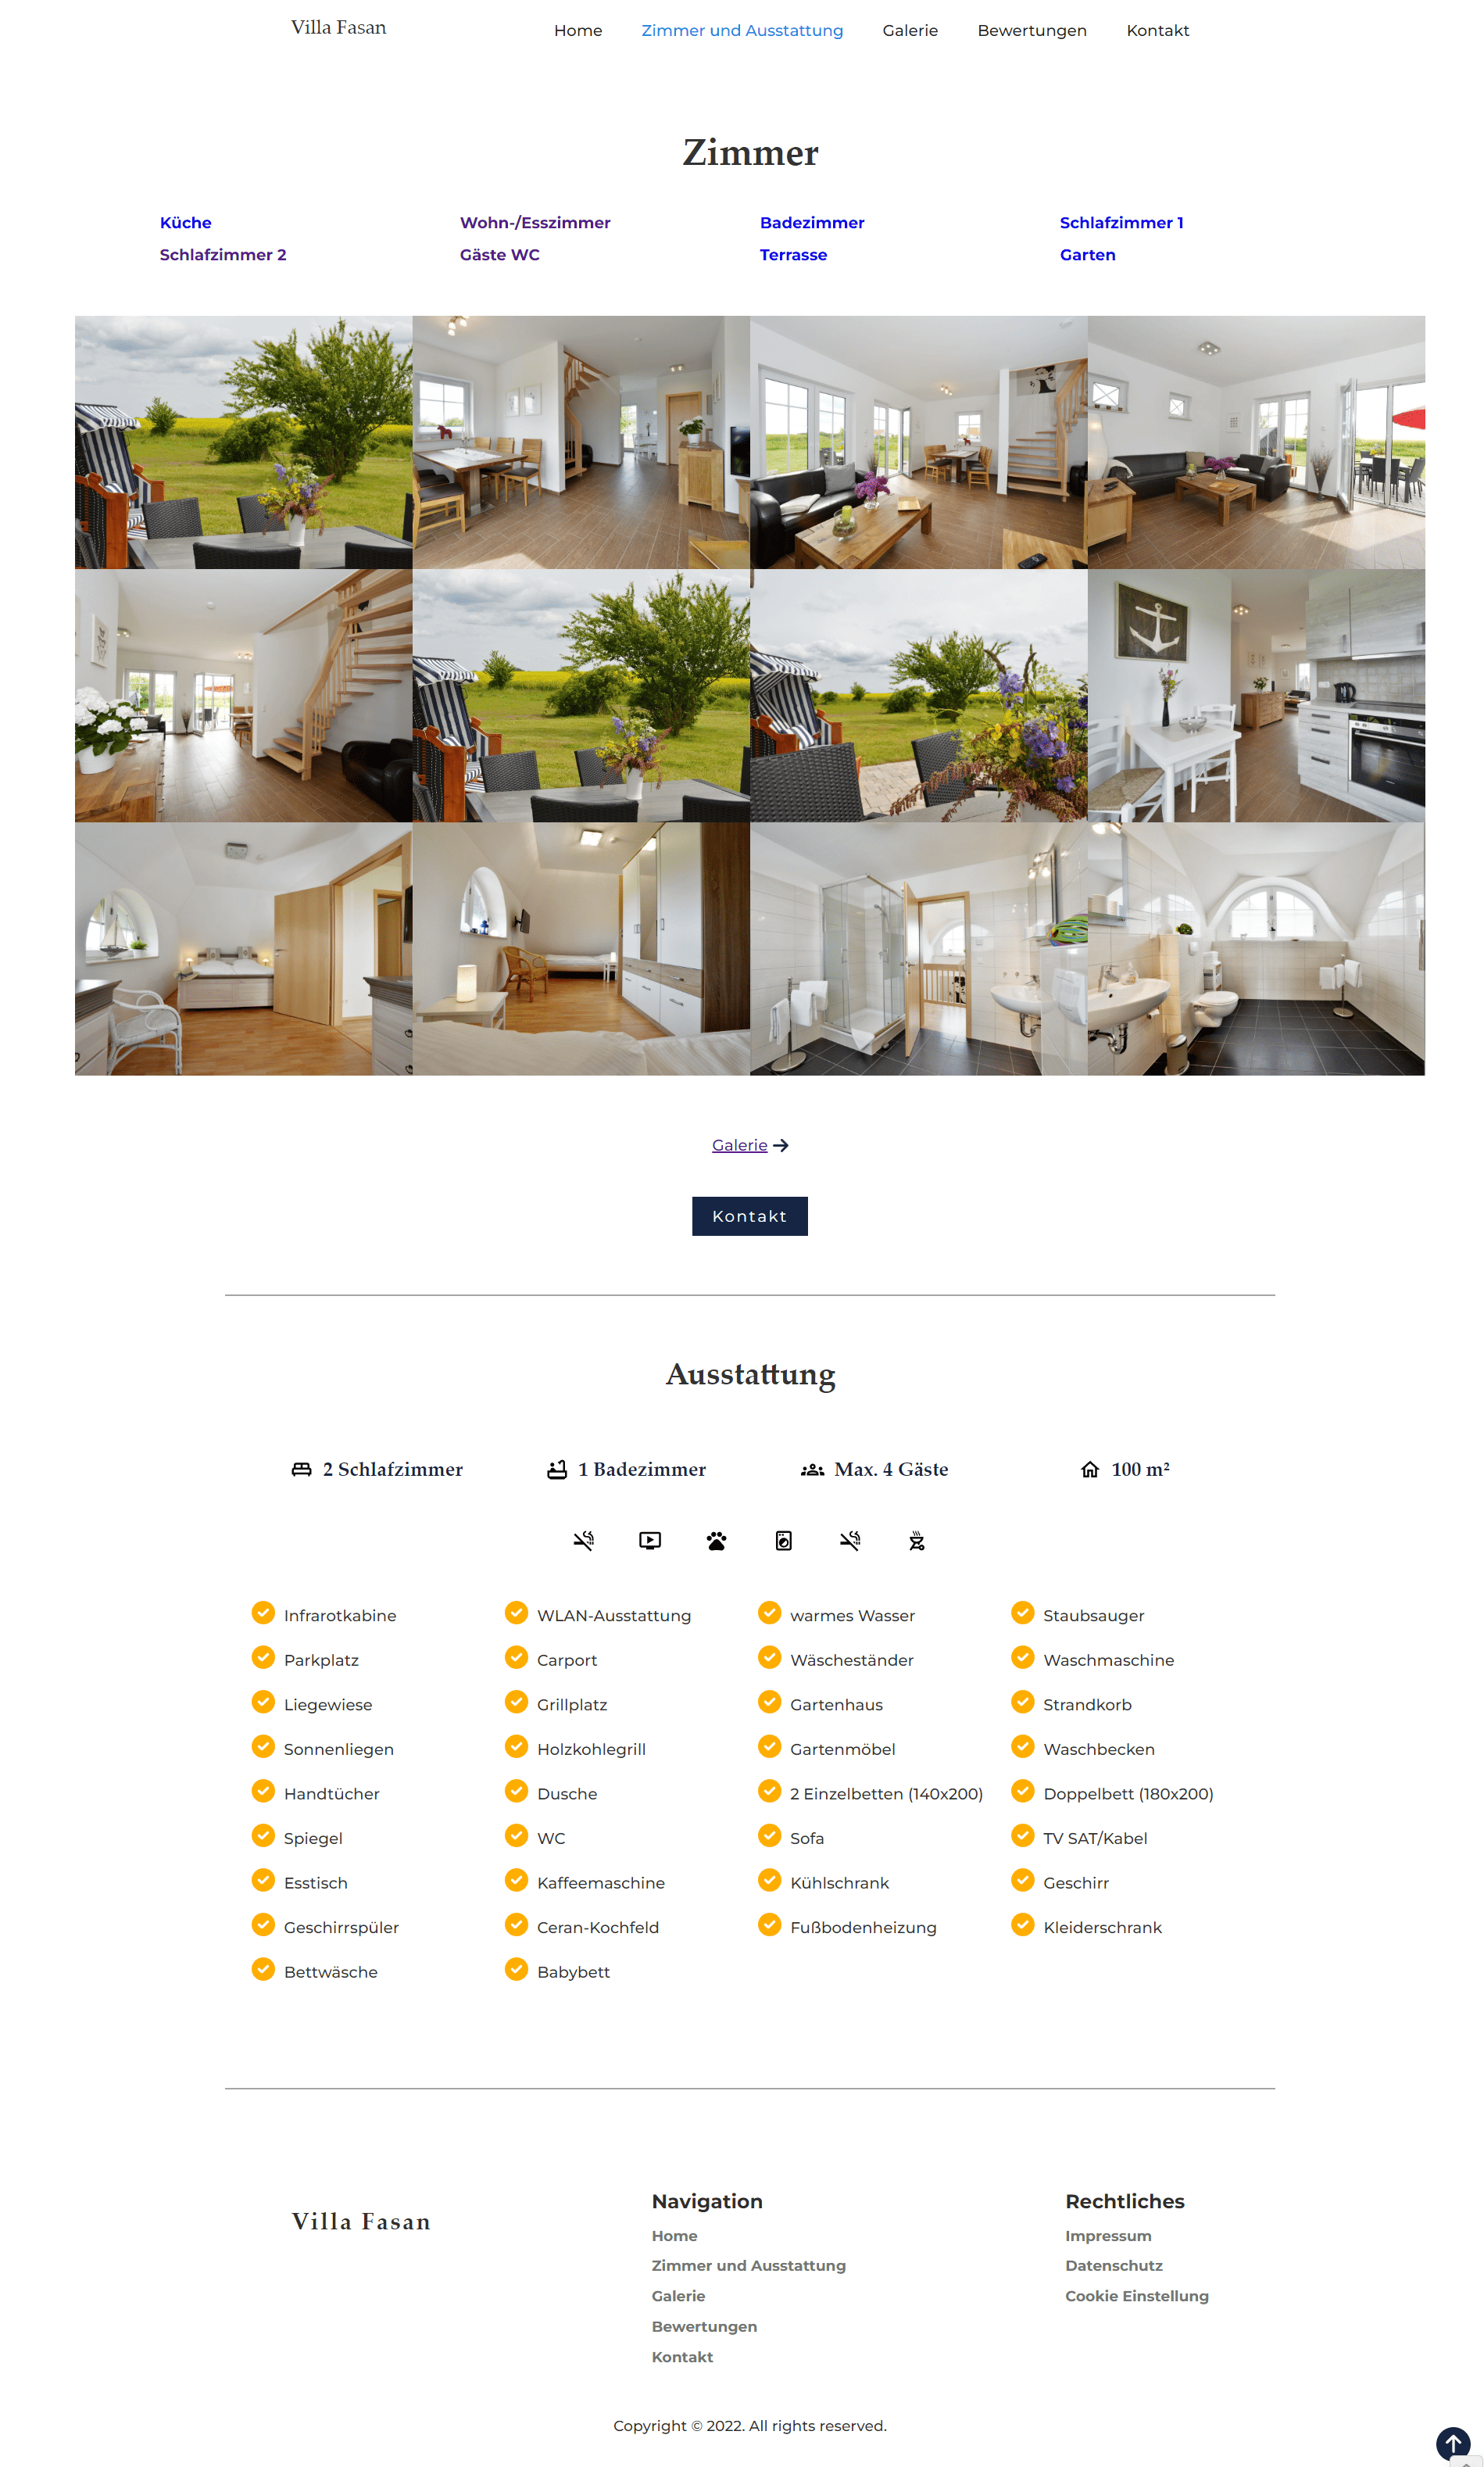 Villa Fasan
Home Zimmer und Ausstattung Galerie Bewertungen Kontakt
Zimmer
Küche Wohn-/Esszimmer Badezimmer Schlafzimmer 1
Schlafzimmer 2 Gäste WC Terrasse Garten
Galerie
Kontakt
Ausstattung
2 Schlafzimmer 1 Badezimmer Max. 4 Gäste 100 m²
Infrarotkabine WLAN-Ausstattung warmes Wasser Staubsauger
Parkplatz Carport Wäscheständer Waschmaschine
Liegewiese Grillplatz Gartenhaus Strandkorb
Sonnenliegen Holzkohlegrill Gartenmöbel Waschbecken
Handtücher Dusche 2 Einzelbetten (140x200) Doppelbett (180x200)
Spiegel WC Sofa TV SAT/Kabel
Esstisch Kaffeemaschine Kühlschrank Geschirr
Geschirrspüler Ceran-Kochfeld Fußbodenheizung Kleiderschrank
Bettwäsche Babybett
Villa Fasan
Navigation
Home
Zimmer und Ausstattung
Galerie
Bewertungen
Kontakt
Rechtliches
Impressum
Datenschutz
Cookie Einstellung
Copyright © 2022. All rights reserved.